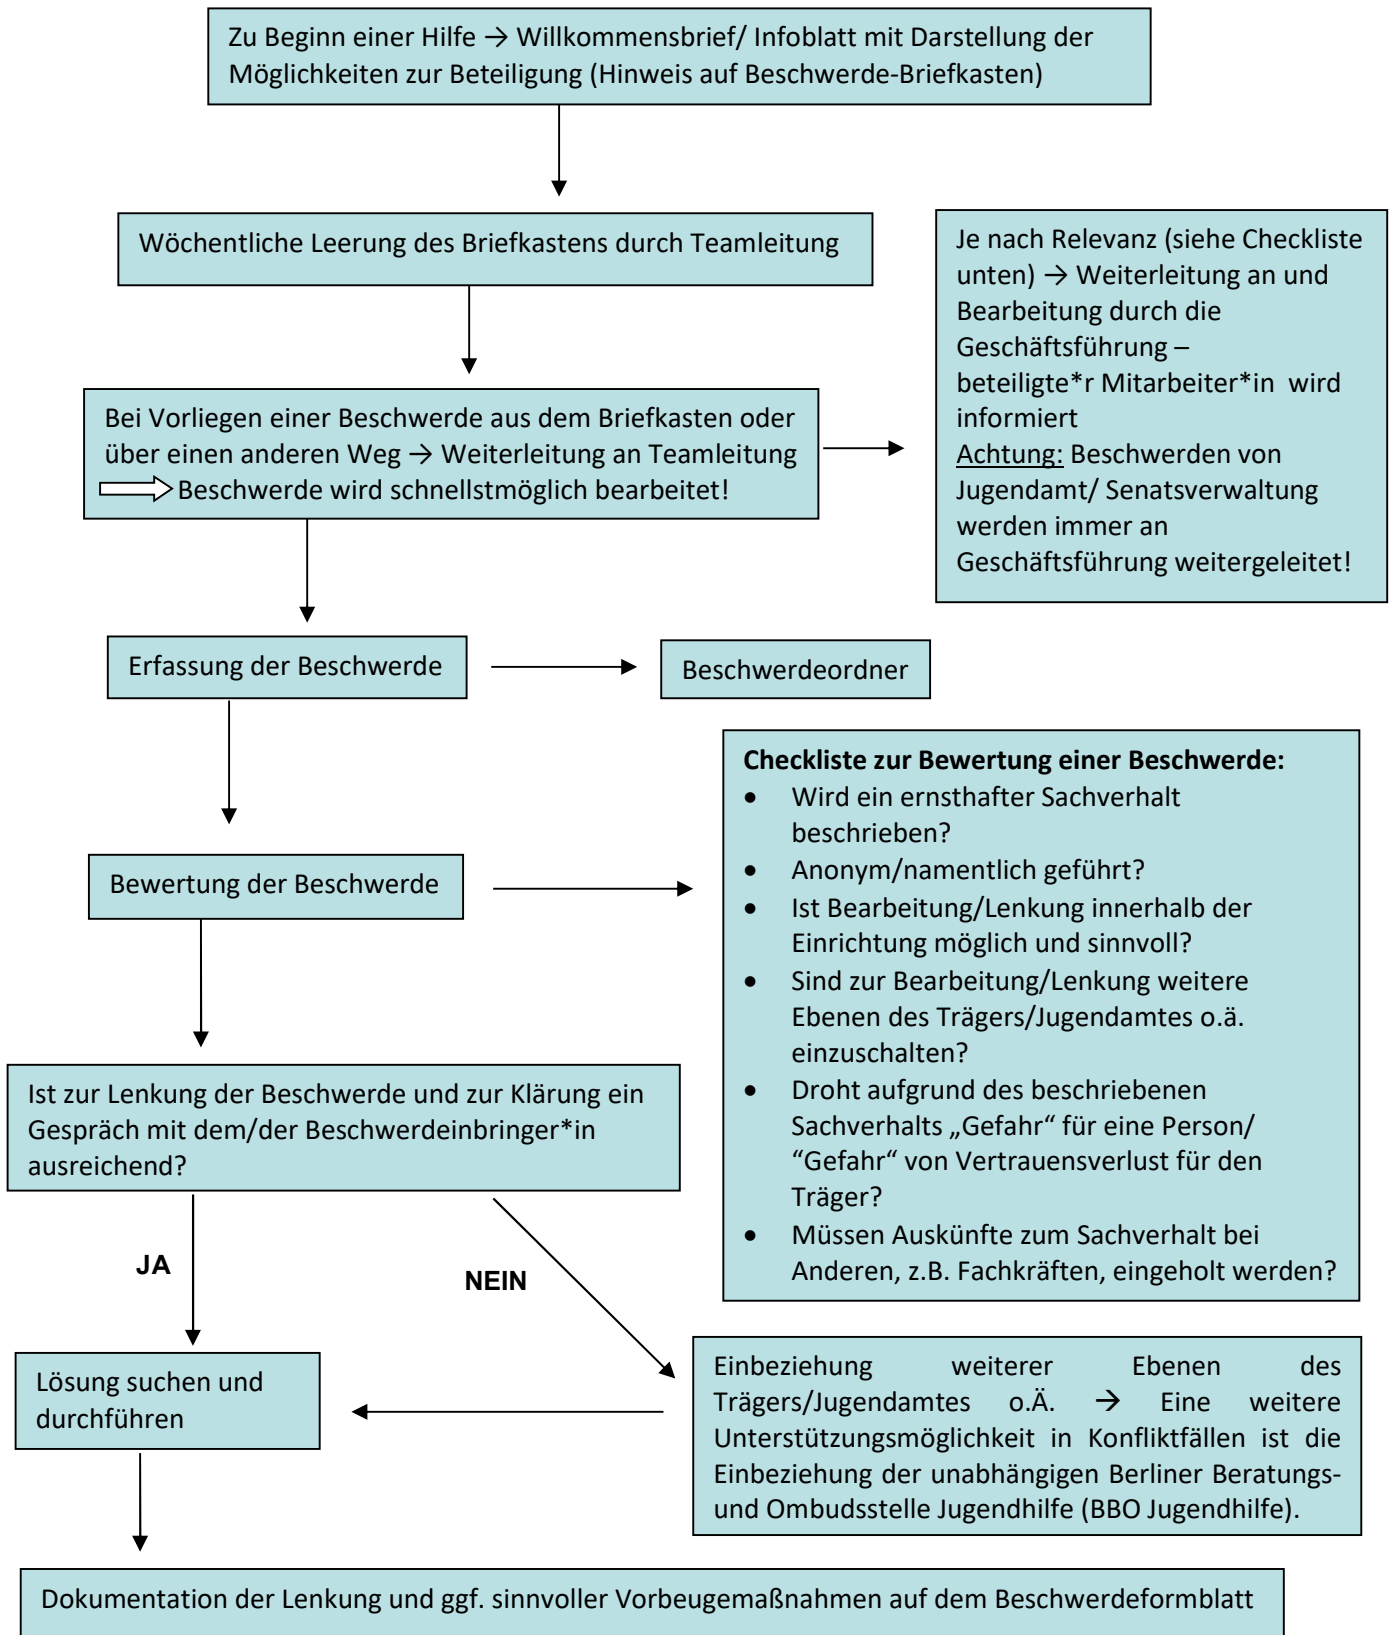 Zu Beginn einer Hilfe → Willkommensbrief/ Infoblatt mit Darstellung der
Möglichkeiten zur Beteiligung (Hinweis auf Beschwerde-Briefkasten)
Wöchentliche Leerung des Briefkastens durch Teamleitung
Je nach Relevanz (siehe Checkliste
unten) → Weiterleitung an und
Bearbeitung durch die
Geschäftsführung –
beteiligte*r Mitarbeiter*in wird
informiert
Achtung: Beschwerden von
Jugendamt/ Senatsverwaltung
werden immer an
Geschäftsführung weitergeleitet!
Bei Vorliegen einer Beschwerde aus dem Briefkasten oder
über einen anderen Weg → Weiterleitung an Teamleitung
Beschwerde wird schnellstmöglich bearbeitet!
Erfassung der Beschwerde
Beschwerdeordner
Bewertung der Beschwerde
Checkliste zur Bewertung einer Beschwerde:
• Wird ein ernsthafter Sachverhalt
beschrieben?
• Anonym/namentlich geführt?
• Ist Bearbeitung/Lenkung innerhalb der
Einrichtung möglich und sinnvoll?
• Sind zur Bearbeitung/Lenkung weitere
Ebenen des Trägers/Jugendamtes o.ä.
einzuschalten?
• Droht aufgrund des beschriebenen
Sachverhalts „Gefahr“ für eine Person/
“Gefahr“ von Vertrauensverlust für den
Träger?
• Müssen Auskünfte zum Sachverhalt bei
Anderen, z.B. Fachkräften, eingeholt werden?
Ist zur Lenkung der Beschwerde und zur Klärung ein
Gespräch mit dem/der Beschwerdeinbringer*in
ausreichend?
JA
NEIN
Lösung suchen und
durchführen
Einbeziehung weiterer Ebenen des
Trägers/Jugendamtes o.Ä. → Eine weitere
Unterstützungsmöglichkeit in Konfliktfällen ist die
Einbeziehung der unabhängigen Berliner Beratungs-
und Ombudsstelle Jugendhilfe (BBO Jugendhilfe).
Dokumentation der Lenkung und ggf. sinnvoller Vorbeugemaßnahmen auf dem Beschwerdeformblatt